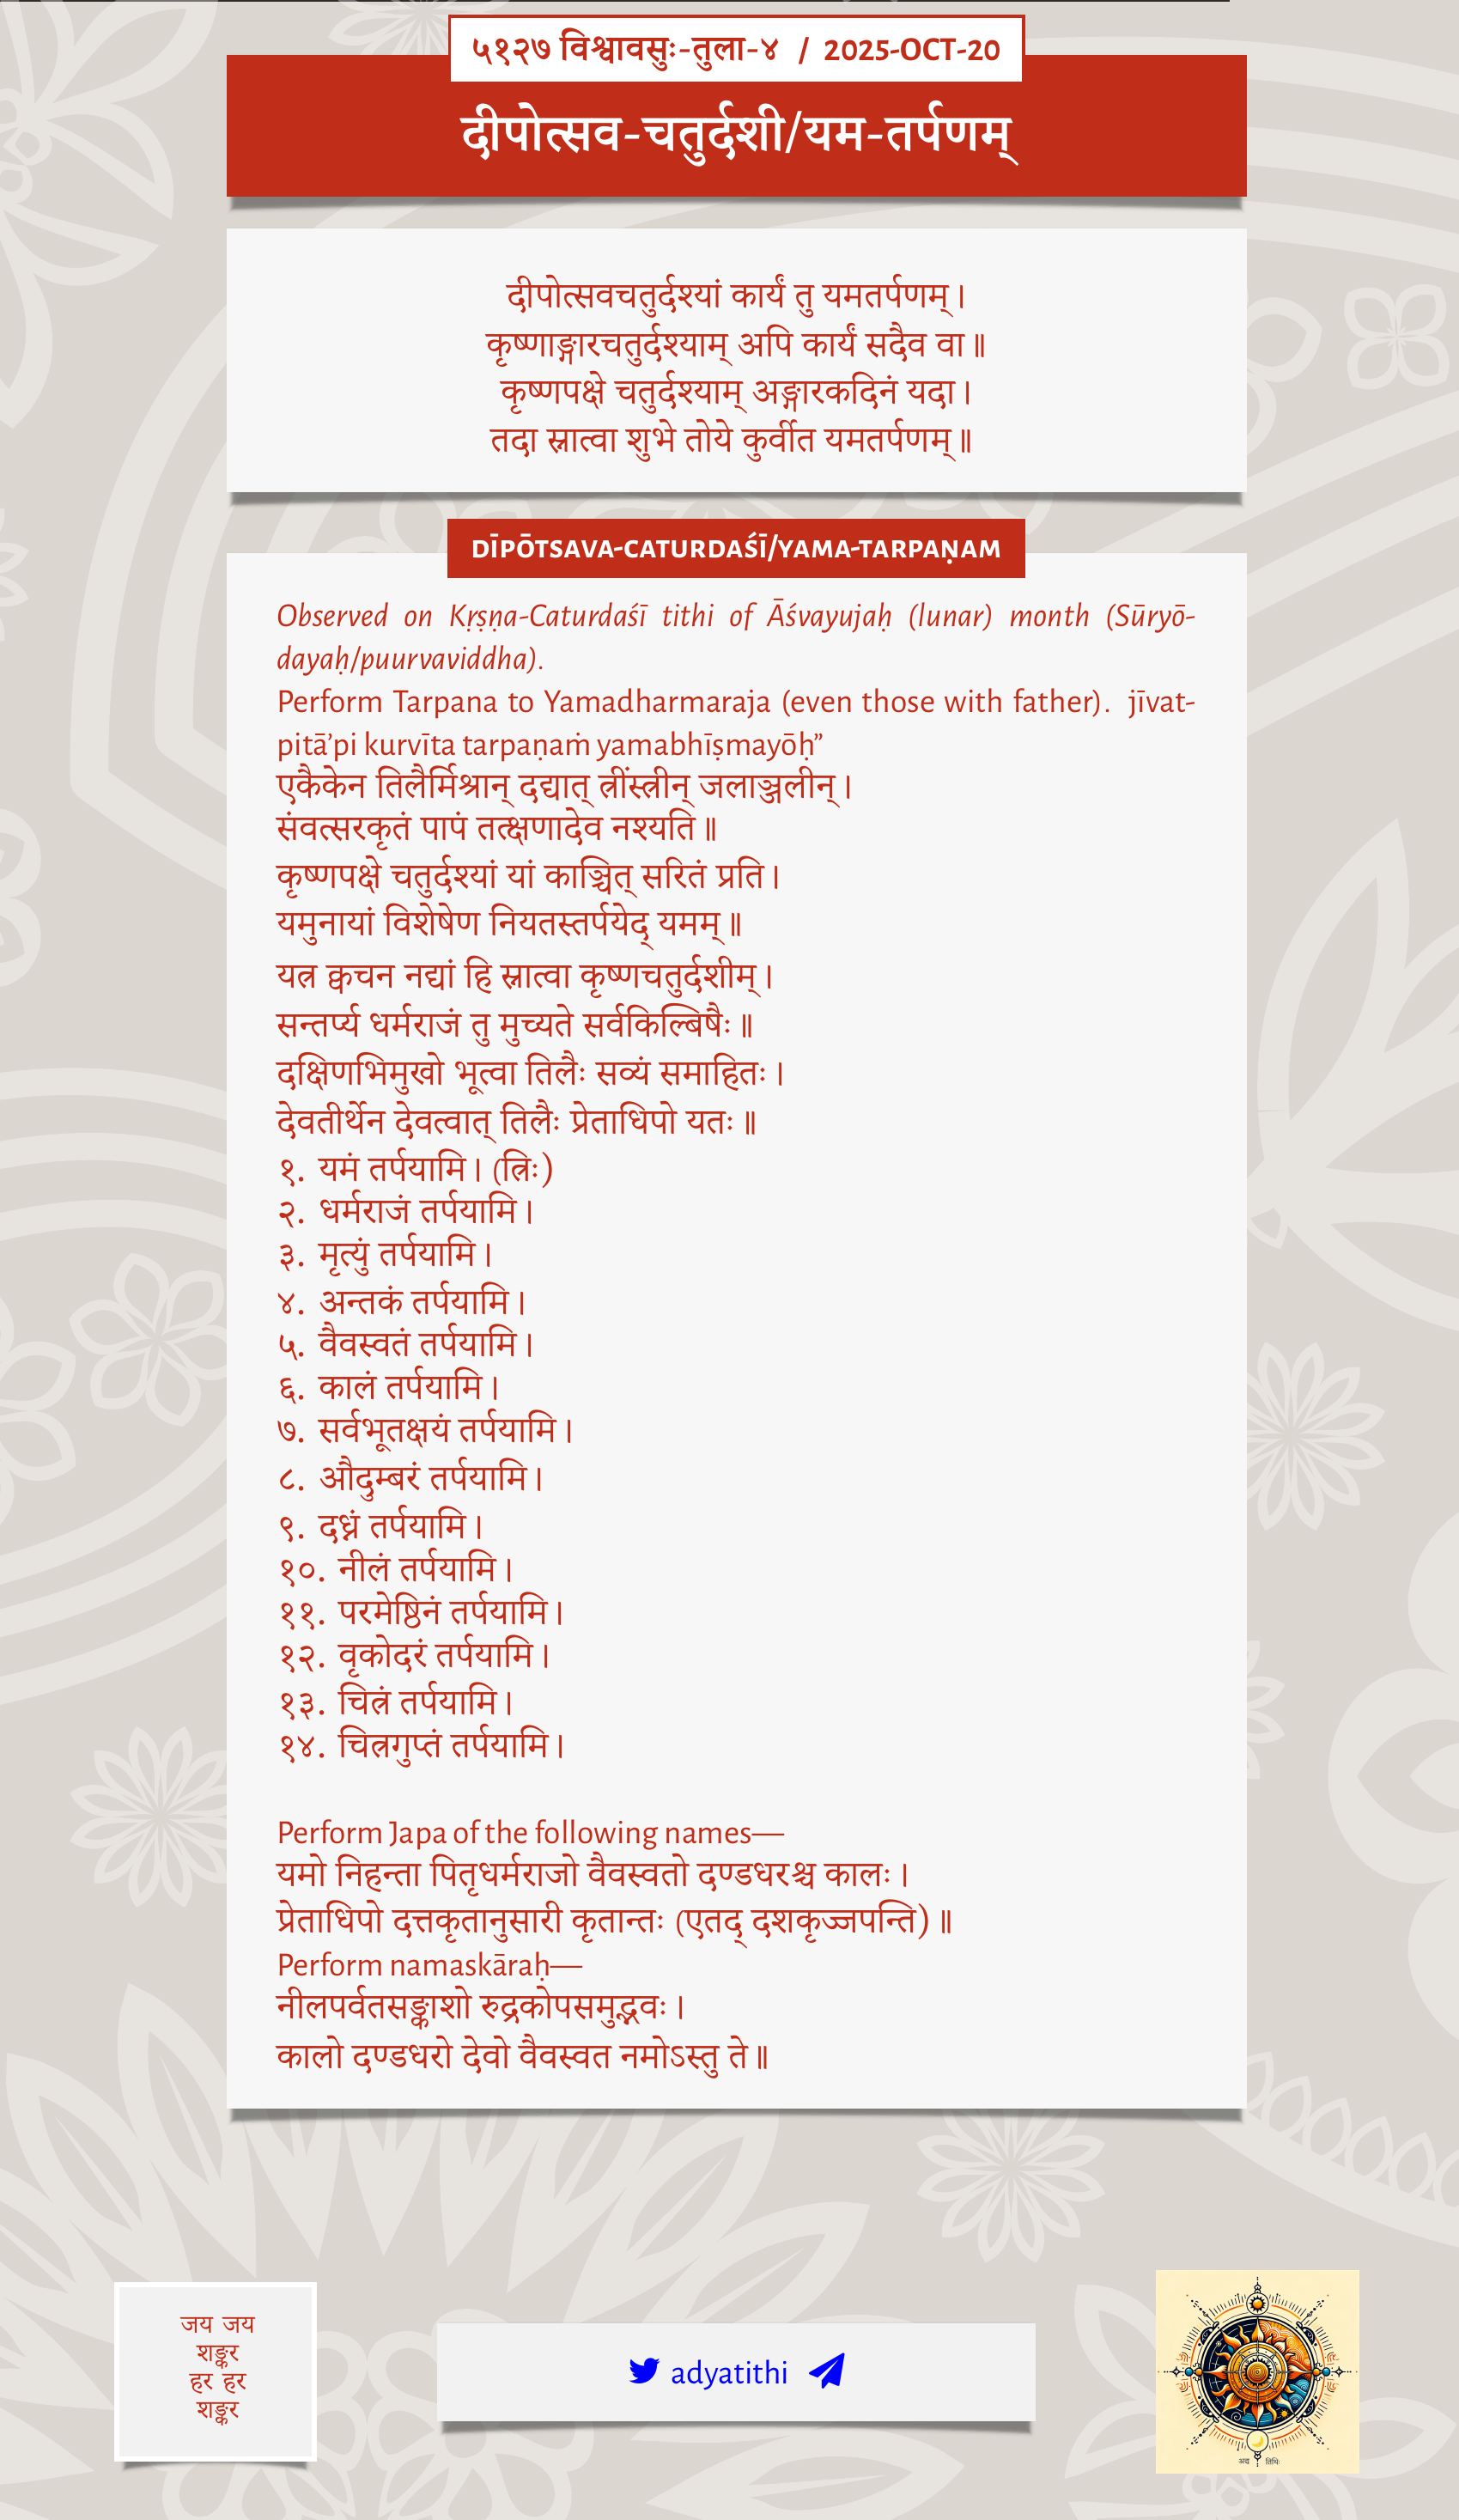 ५१२७ विश्वावसुः-तुला-४ / 2025-OCT-20
दीपोत्सव-चतुर्दशी/यम-तर्पणम्
दीपोत्सवचतुर्दश्यां कार्यं तु यमतर्पणम्।
कृष्णाङ्गारचतुर्दश्याम् अपि कार्यं सदैव वा॥
कृष्णपक्षे चतुर्दश्याम् अङ्गारकदिनं यदा।
तदा स्नात्वा शुभे तोये कुर्वीत यमतर्पणम्॥
DĪPŌTSAVA-CATURDAŚĪ/YAMA-TARPAṆAM
Observed on Kṛṣṇa-Caturdaśī tithi of Āśvayujaḥ (lunar) month (Sūryō-
dayaḥ/puurvaviddha).
Perform Tarpana to Yamadharmaraja (even those with father). jīvat-
pitā’pi kurvīta tarpaṇaṁ yamabhīṣmayōḥ”
एकैकेन तिलैर्मिश्रान् दद्यात् त्रींस्त्रीन् जलाञ्जलीन्।
संवत्सरकृतं पापं तत्क्षणादेव नश्यति॥
कृष्णपक्षे चतुर्दश्यां यां काञ्चित् सरितं प्रति।
यमुनायां विशेषेण नियतस्तर्पयेद् यमम्॥
यत्र क्वचन नद्यां हि स्नात्वा कृष्णचतुर्दशीम्।
सन्तर्प्य धर्मराजं तु मुच्यते सर्वकिल्बिषैः॥
दक्षिणभिमुखो भूत्वा तिलैः सव्यं समाहितः।
देवतीर्थेन देवत्वात् तिलैः प्रेताधिपो यतः॥
१. यमं तर्पयामि। (त्रिः)
२. धर्मराजं तर्पयामि।
३. मृत्युं तर्पयामि।
४. अन्तकं तर्पयामि।
५. वैवस्वतं तर्पयामि।
६. कालं तर्पयामि।
७. सर्वभूतक्षयं तर्पयामि।
८. औदुम्बरं तर्पयामि।
९. दध्नं तर्पयामि।
१०. नीलं तर्पयामि।
११. परमेष्ठिनं तर्पयामि।
१२. वृकोदरं तर्पयामि।
१३. चित्रं तर्पयामि।
१४. चित्रगुप्तं तर्पयामि।
Perform Japa of the following names—
यमो निहन्ता पितृधर्मराजो वैवस्वतो दण्डधरश्च कालः।
प्रेताधिपो दत्तकृतानुसारी कृतान्तः (एतद् दशकृज्जपन्ति)॥
Perform namaskāraḥ—
नीलपर्वतसङ्काशो रुद्रकोपसमुद्भवः।
कालो दण्डधरो देवो वैवस्वत नमोऽस्तु ते॥
जय जय
शङ्कर
हर हर
शङ्कर
adyatithi
अद्य तिथिः